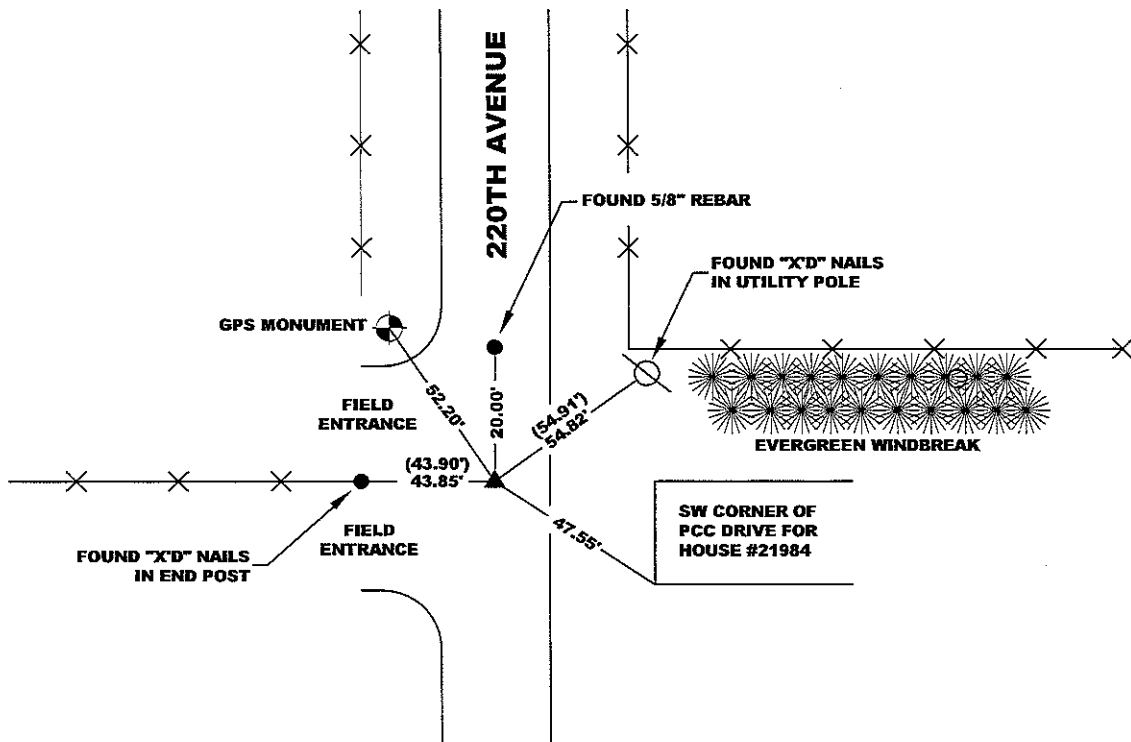 220TH AVENUE
FOUND 5/8" REBAR
FOUND "X'D" NAILS
IN UTILITY POLE
GPS MONUMENT
52.20'
20.00'
(54.91')
54.82'
FIELD
ENTRANCE
EVERGREEN WINDBREAK
(43.90')
43.85'
47.55'
SW CORNER OF
PCC DRIVE FOR
HOUSE #21984
FIELD
ENTRANCE
FOUND "X'D" NAILS
IN END POST